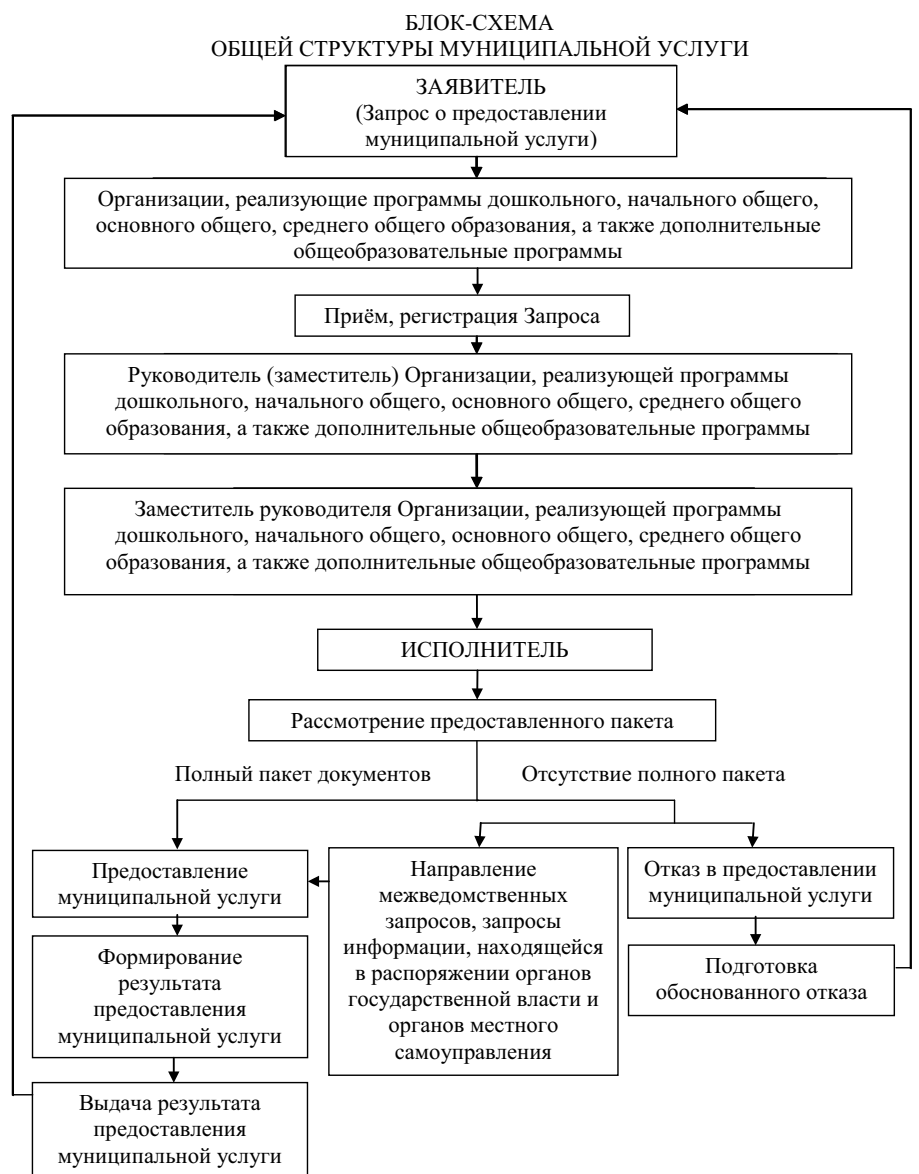 БЛОК-СХЕМА
ОБЩЕЙ СТРУКТУРЫ МУНИЦИПАЛЬНОЙ УСЛУГИ
ЗАЯВИТЕЛЬ
(Запрос о предоставлении
муниципальной услуги)
Организации, реализующие программы дошкольного, начального общего,
основного общего, среднего общего образования, а также дополнительные
общеобразовательные программы
Приём, регистрация Запроса
Руководитель (заместитель) Организации, реализующей программы
дошкольного, начального общего, основного общего, среднего общего
образования, а также дополнительные общеобразовательные программы
Заместитель руководителя Организации, реализующей программы
дошкольного, начального общего, основного общего, среднего общего
образования, а также дополнительные общеобразовательные программы
ИСПОЛНИТЕЛЬ
Рассмотрение предоставленного пакета
Полный пакет документов
Отсутствие полного пакета
Предоставление
муниципальной услуги
Формирование
результата
предоставления
муниципальной услуги
Выдача результата
предоставления
муниципальной услуги
Направление
межведомственных
запросов, запросы
информации, находящейся
в распоряжении органов
государственной власти и
органов местного
самоуправления
Отказ в предоставлении
муниципальной услуги
Подготовка
обоснованного отказа